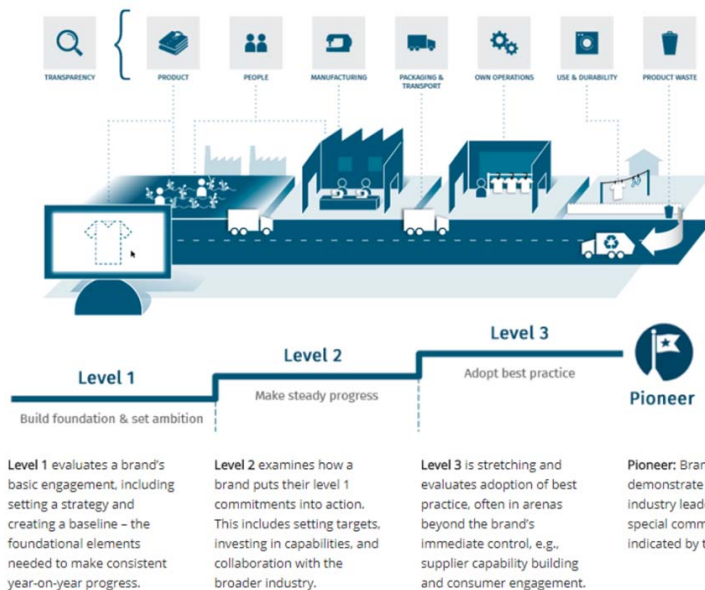 TRANSPARENCY
PRODUCT
PEOPLE
MANUFACTURING
PACKAGING &
TRANSPORT
OWN OPERATIONS
USE & DURABILITY
PRODUCT WASTE
Level 1
Build foundation & set ambition
Level 2
Make steady progress
Level 3
Adopt best practice
Pioneer
Level 1 evaluates a brand's
basic engagement, including
setting a strategy and
creating a baseline – the
foundational elements
needed to make consistent
year-on-year progress.
Level 2 examines how a
brand puts their level 1
commitments into action.
This includes setting targets,
investing in capabilities, and
collaboration with the
broader industry.
Level 3 is stretching and
evaluates adoption of best
practice, often in arenas
beyond the brand's
immediate control, e.g.,
supplier capability building
and consumer engagement.
Pioneer:
demonstrate
industry
special
indicated by